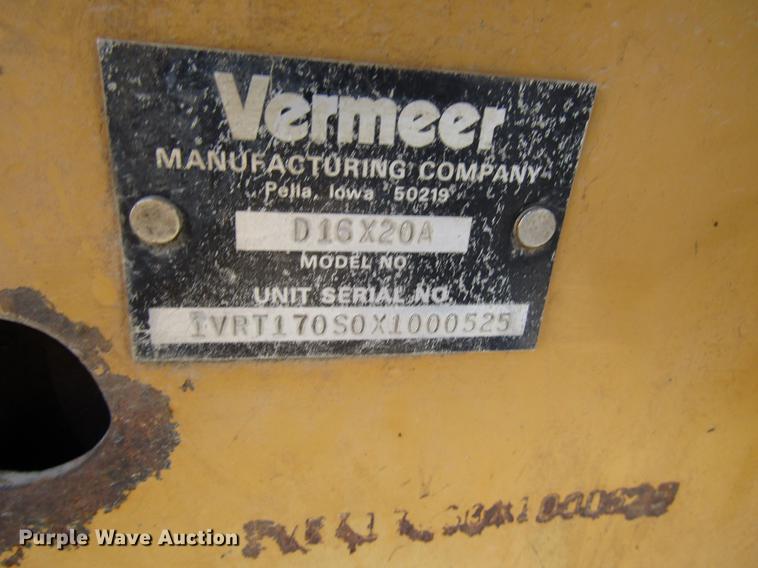 Vermeer
MANUFACTURING COMPANY
Pella, Iowa 50219
D16X20A
MODEL NO
UNIT SERIAL NO.
1VRT170S0X1000525
Purple Wave Auction